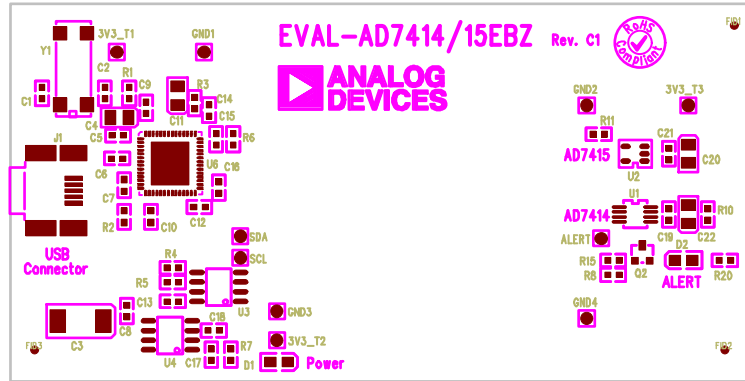 EVAL-AD7414/15EBZ Rev. C1
RoHS Compliant
ANALOG
DEVICES
FID1
Y1
3V3_T1
GND1
C2
R1
C9
C1
R3
C14
C11
C15
C4
C5
J1
R6
U6
C6
C16
C7
R2
C10
C12
USB
Connector
SDA
SCL
R4
R5
C13
U3
C3
C8
GND3
C18
3V3_T2
FID3
U4
C17
R7
D1
Power
GND2
3V3_T3
R11
C21
AD7415
U2
C20
U1
AD7414
R10
C19
C22
ALERT
R15
R8
Q2
D2
R20
ALERT
GND4
FID2